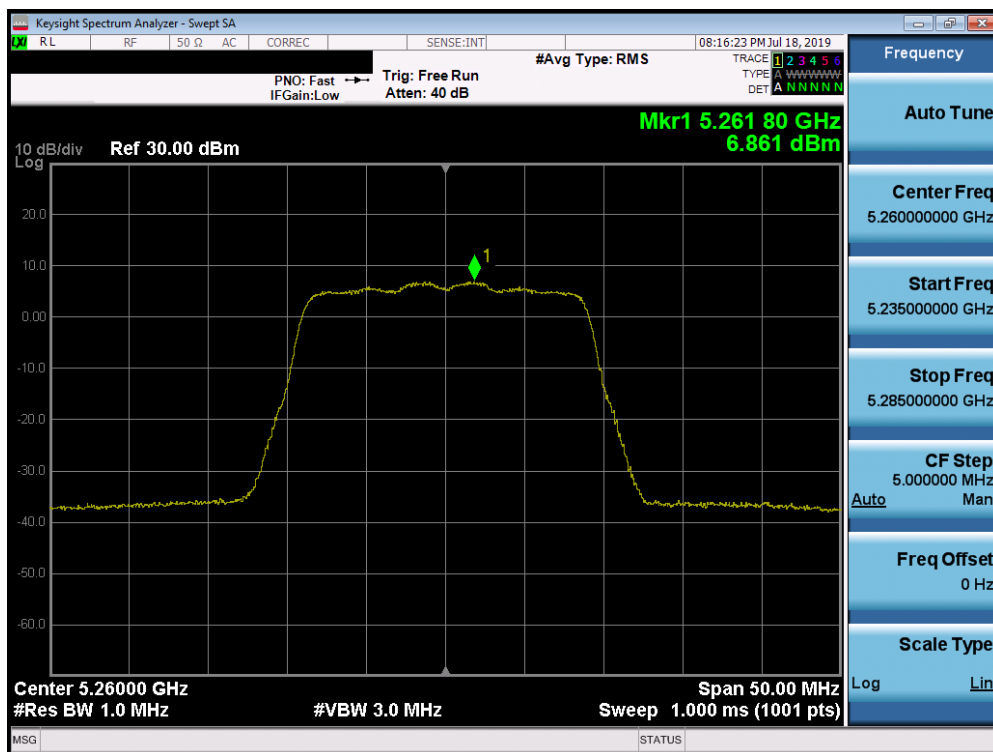 Keysight Spectrum Analyzer - Swept SA
LXI RL RF 50 Ω AC CORREC SENSE:INT 08:16:23 PM Jul 18, 2019
#Avg Type: RMS
TRACE 1 2 3 4 5 6
PNO: Fast Trig: Free Run TYPE A WWWWW
IFGain:Low Atten: 40 dB DET A N N N N N
Mkr1 5.261 80 GHz
6.861 dBm
10 dB/div Ref 30.00 dBm
Log
1
20.0
10.0
0.00
-10.0
-20.0
-30.0
-40.0
-50.0
-60.0
Center 5.26000 GHz Span 50.00 MHz
#Res BW 1.0 MHz #VBW 3.0 MHz Sweep 1.000 ms (1001 pts)
MSG STATUS
Frequency
Auto Tune
Center Freq
5.260000000 GHz
Start Freq
5.235000000 GHz
Stop Freq
5.285000000 GHz
CF Step
5.000000 MHz
Auto Man
Freq Offset
0 Hz
Scale Type
Log Lin